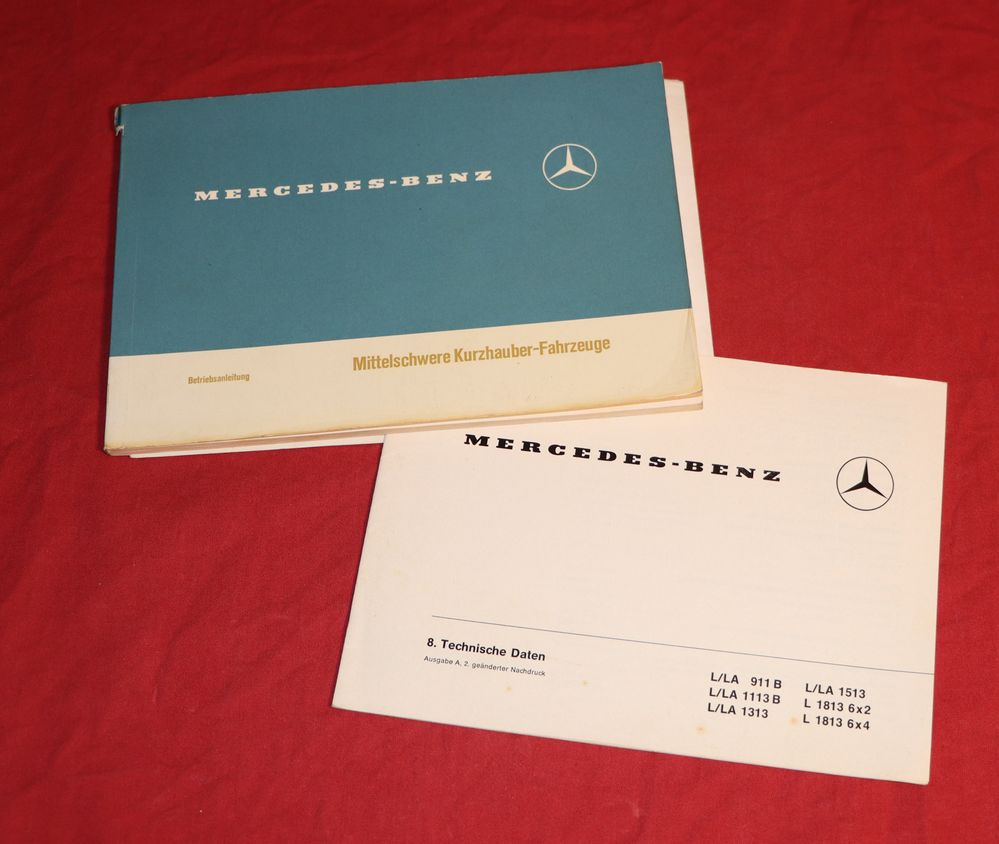 MERCEDES-BENZ
Mittelschwere Kurzhauber-Fahrzeuge
Betriebsanleitung
MERCEDES-BENZ
8. Technische Daten
Ausgabe A, 2. geänderter Nachdruck
L/LA 911 B
L/LA 1113 B
L/LA 1313
L/LA 1513
L 1813 6x2
L 1813 6x4